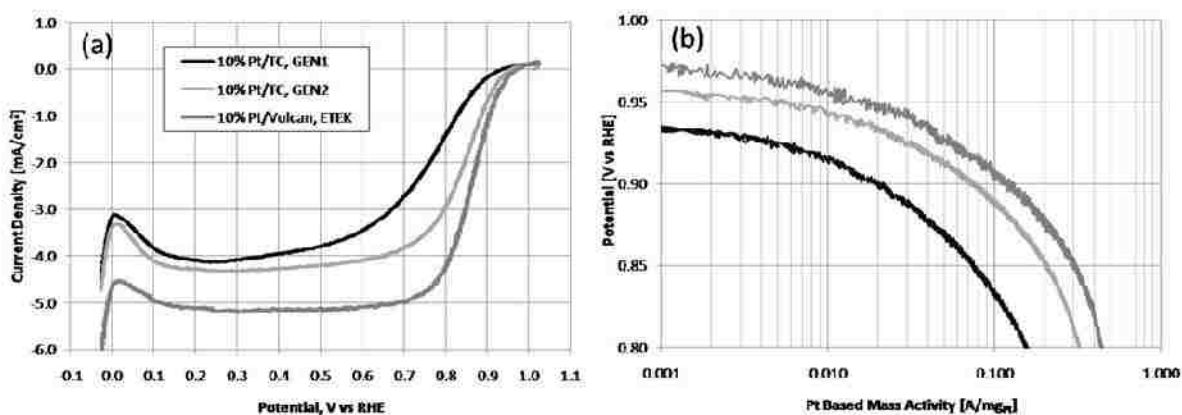 (a)
1.0
0.0
-1.0
-2.0
-3.0
-4.0
-5.0
-6.0
Current Density [mA/cm²]
10% Pt/TC, GEN1
10% Pt/TC, GEN2
10% Pt/Vulcan, ETEK
-0.1 0.0 0.1 0.2 0.3 0.4 0.5 0.6 0.7 0.8 0.9 1.0 1.1
Potential, V vs RHE
(b)
1.00
0.95
0.90
0.85
0.80
Potential [V vs RHE]
0.001 0.010 0.100 1.000
Pt Based Mass Activity [A/mgPt]